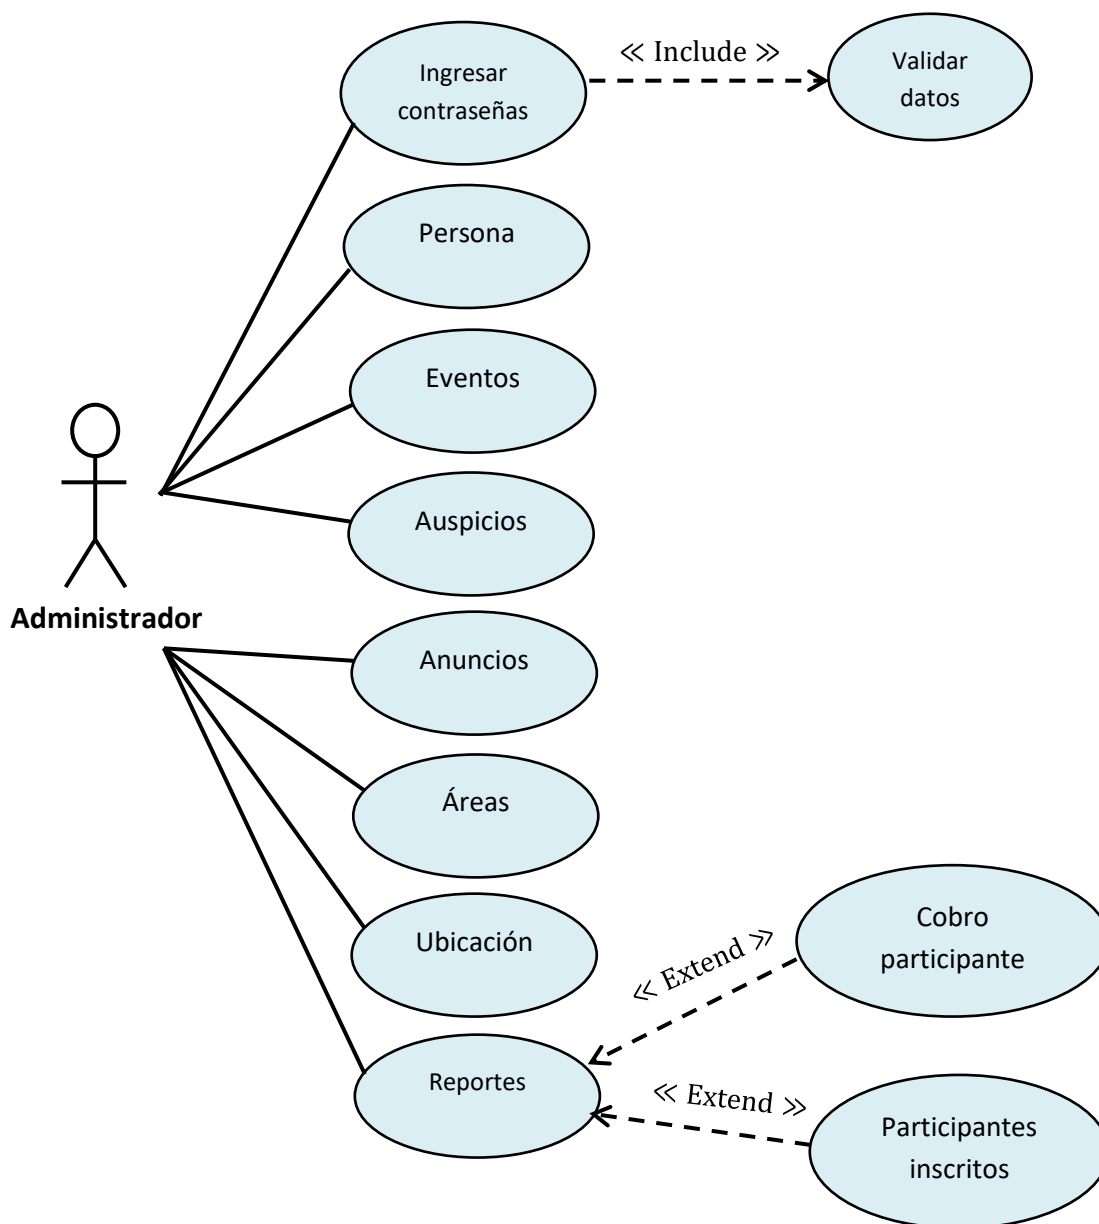 Ingresar
contraseñas
≪ Include ≫
Validar
datos
Persona
Eventos
Auspicios
Administrador
Anuncios
Áreas
Ubicación
≪ Extend ≫
Cobro
participante
Reportes
≪ Extend ≫
Participantes
inscritos